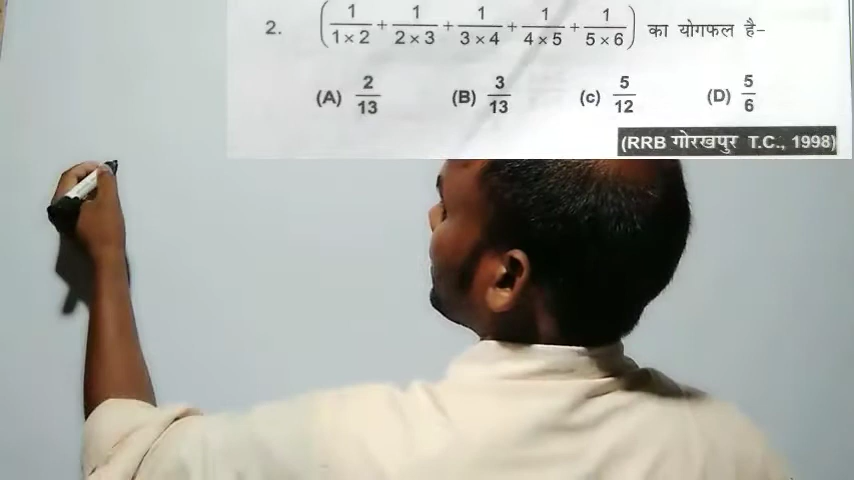 2. (1/1×2 + 1/2×3 + 1/3×4 + 1/4×5 + 1/5×6) का योगफल है-
(A) 2/13 (B) 3/13 (c) 5/12 (D) 5/6
(RRB गोरखपुर T.C., 1998)